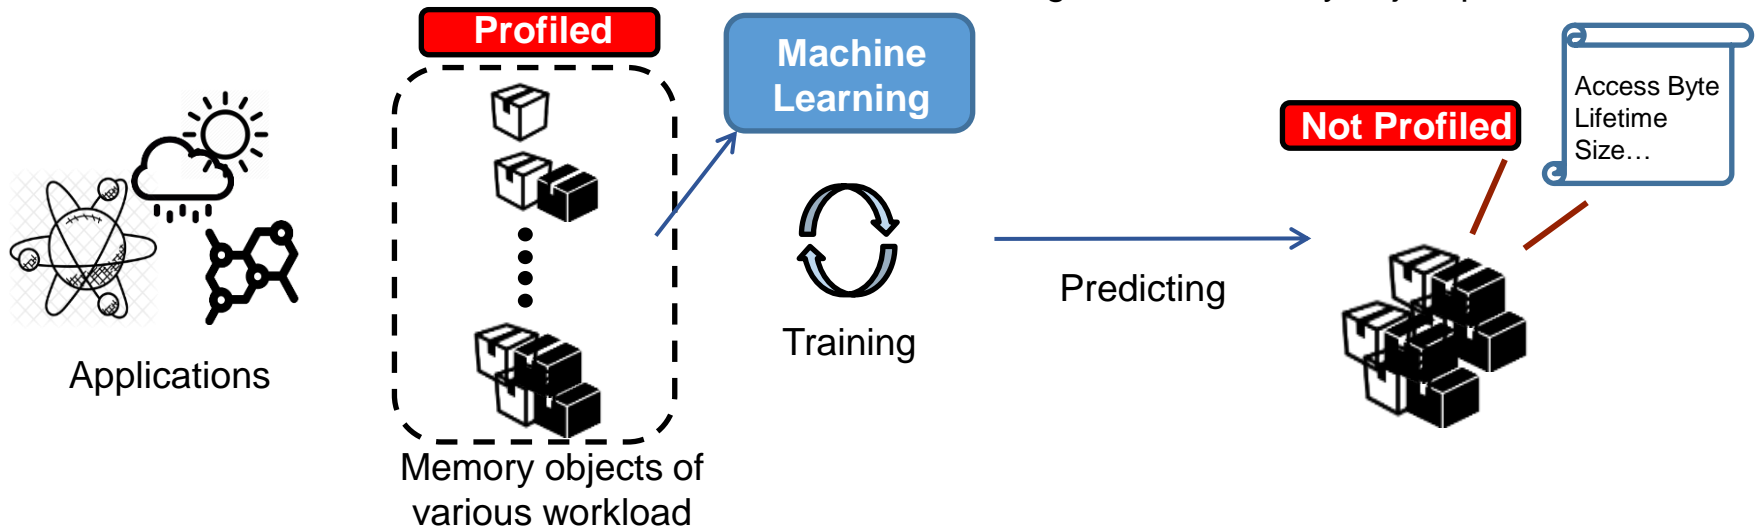 Profiled
Machine
Learning
Not Profiled
Access Byte
Lifetime
Size…
Applications
Training
Predicting
Memory objects of
various workload